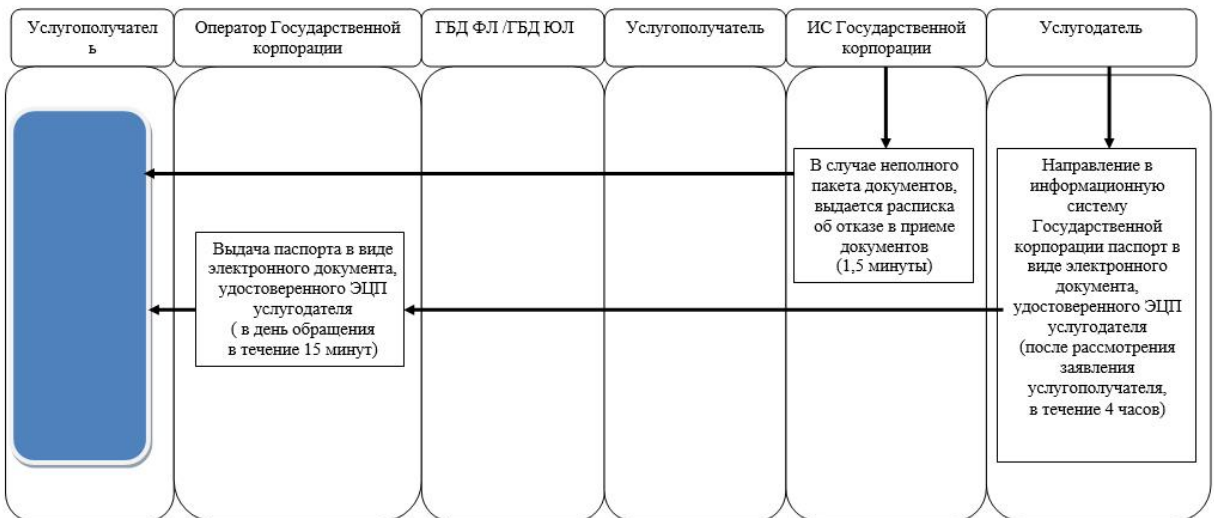 Услугополучател
ь
Оператор Государственной
корпорации
ГБД ФЛ /ГБД ЮЛ
Услугополучатель
ИС Государственной
корпорации
Услугодатель
В случае неполного
пакета документов,
выдается расписка
об отказе в приеме
документов
(1,5 минуты)
Направление в
информационную
систему
Государственной
корпорации паспорт в
виде электронного
документа,
удостоверенного ЭЦП
услугодателя
(после рассмотрения
заявления
услугополучателя,
в течение 4 часов)
Выдача паспорта в виде
электронного документа,
удостоверенного ЭЦП
услугодателя
( в день обращения
в течение 15 минут)